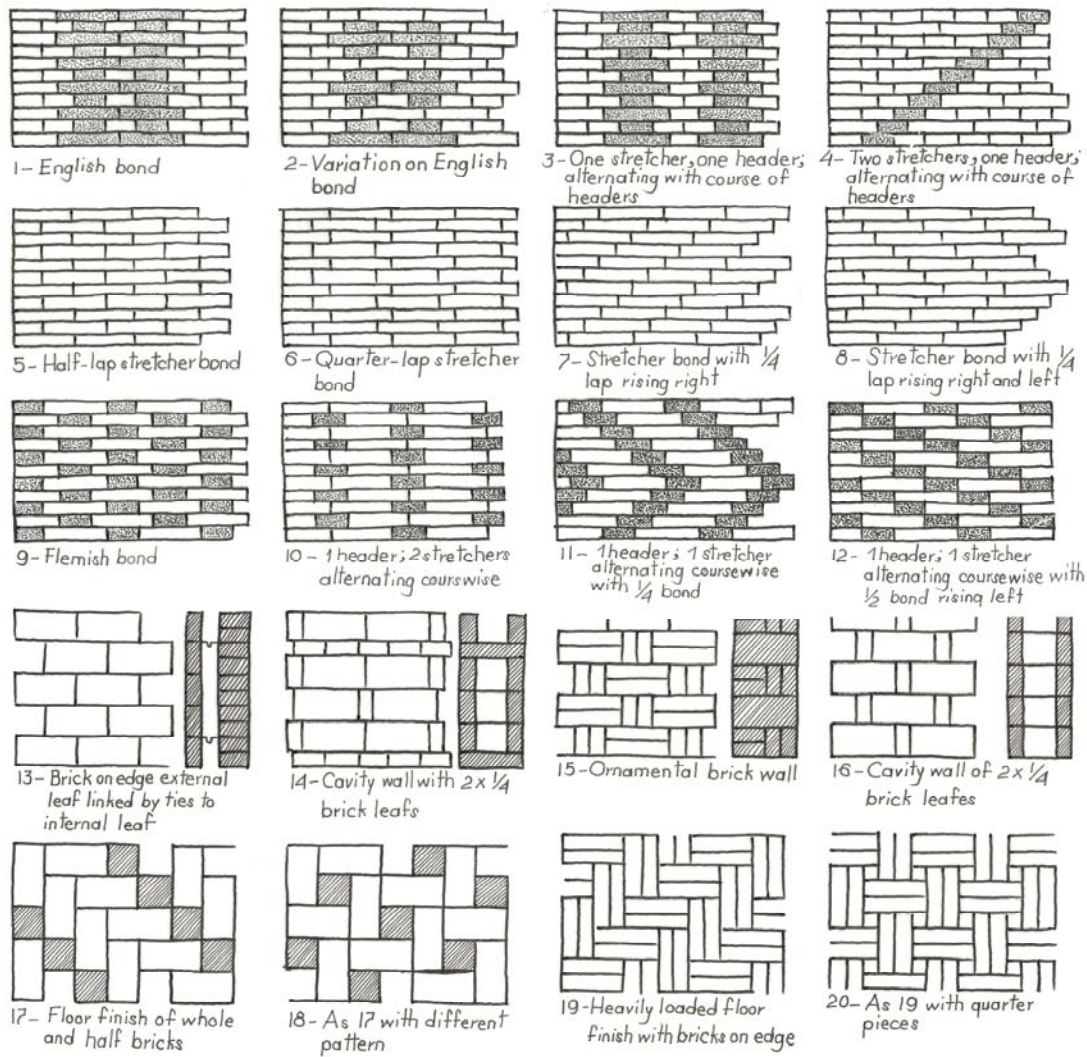 1- English bond
2- Variation on English
bond
3- One stretcher, one header;
alternating with course of
headers
4- Two stretchers, one header;
alternating with course of
headers
5- Half-lap stretcher bond
6- Quarter-lap stretcher
bond
7- Stretcher bond with 1/4
lap rising right
8- Stretcher bond with 1/4
lap rising right and left
9- Flemish bond
10- 1 header; 2 stretchers
alternating courswise
11- 1 header; 1 stretcher
alternating coursewise
with 1/4 bond
12- 1 header; 1 stretcher
alternating coursewise with
1/2 bond rising left
13- Brick on edge external
leaf linked by ties to
internal leaf
14- Cavity wall with 2x 1/4
brick leafs
15- Ornamental brick wall
16- Cavity wall of 2x 1/4
brick leafes
17- Floor finish of whole
and half bricks
18- As 17 with different
pattern
19- Heavily loaded floor
finish with bricks on edge
20- As 19 with quarter
pieces